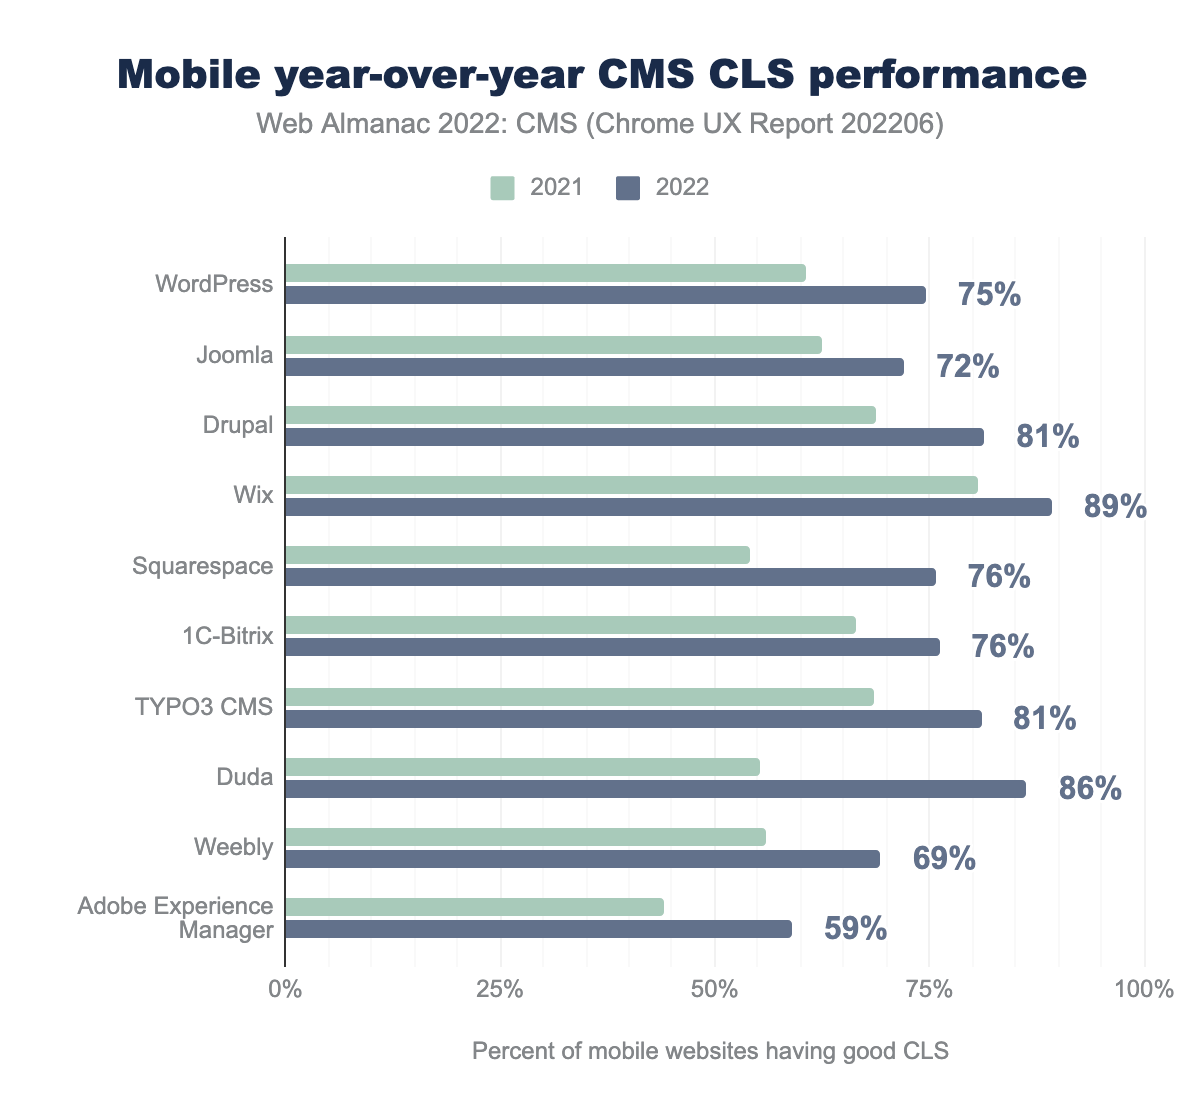 Mobile year-over-year CMS CLS performance
Web Almanac 2022: CMS (Chrome UX Report 202206)
2021 2022
WordPress 75%
Joomla 72%
Drupal 81%
Wix 89%
Squarespace 76%
1C-Bitrix 76%
TYPO3 CMS 81%
Duda 86%
Weebly 69%
Adobe Experience
Manager 59%
0% 25% 50% 75% 100%
Percent of mobile websites having good CLS